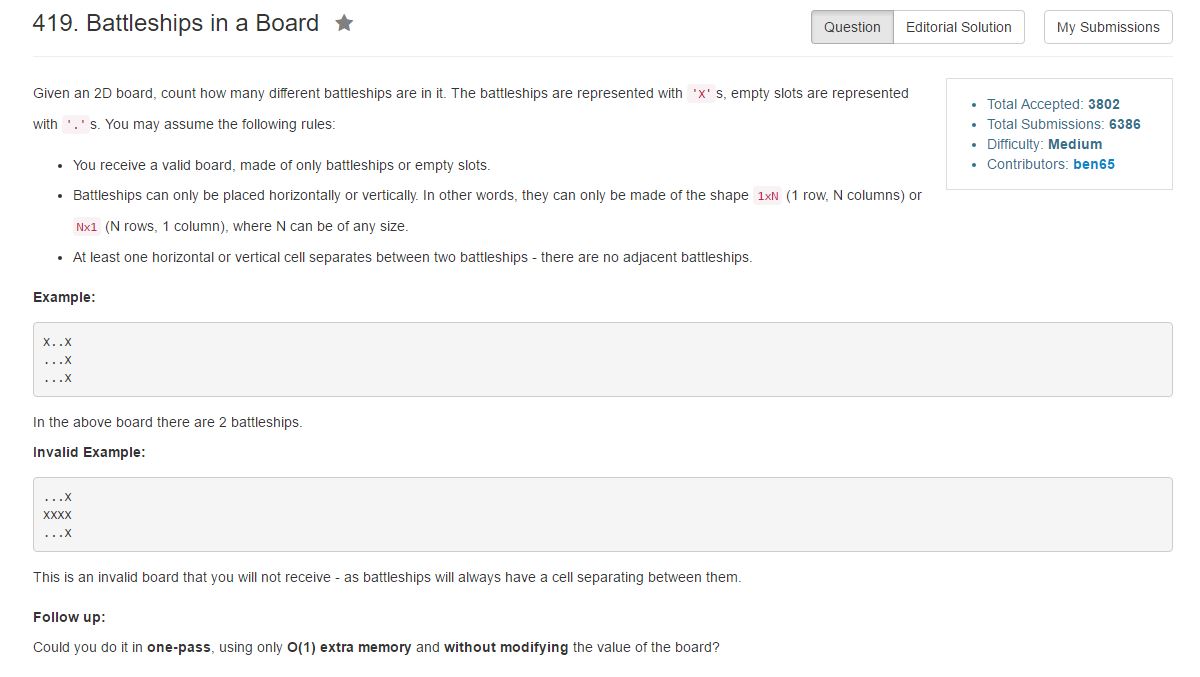 419. Battleships in a Board ★
Question
Editorial Solution
My Submissions
Given an 2D board, count how many different battleships are in it. The battleships are represented with 'X' s, empty slots are represented
with '.' s. You may assume the following rules:
• Total Accepted: 3802
• Total Submissions: 6386
• Difficulty: Medium
• Contributors: ben65
• You receive a valid board, made of only battleships or empty slots.
• Battleships can only be placed horizontally or vertically. In other words, they can only be made of the shape 1xN (1 row, N columns) or
Nx1 (N rows, 1 column), where N can be of any size.
• At least one horizontal or vertical cell separates between two battleships - there are no adjacent battleships.
Example:
X..X
...X
...X
In the above board there are 2 battleships.
Invalid Example:
...X
XXXX
...X
This is an invalid board that you will not receive - as battleships will always have a cell separating between them.
Follow up:
Could you do it in one-pass, using only O(1) extra memory and without modifying the value of the board?